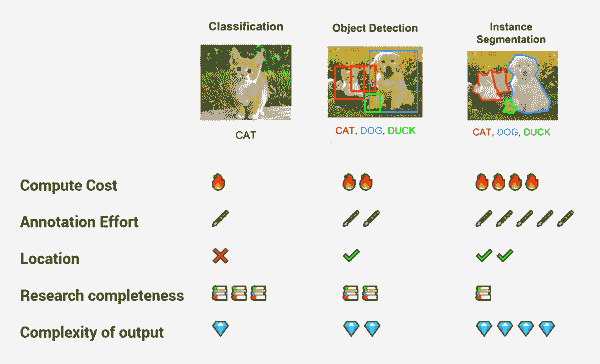 Classification
Object Detection
Instance
Segmentation
CAT
CAT, DOG, DUCK
CAT, DOG, DUCK
Compute Cost
Annotation Effort
Location
Research completeness
Complexity of output